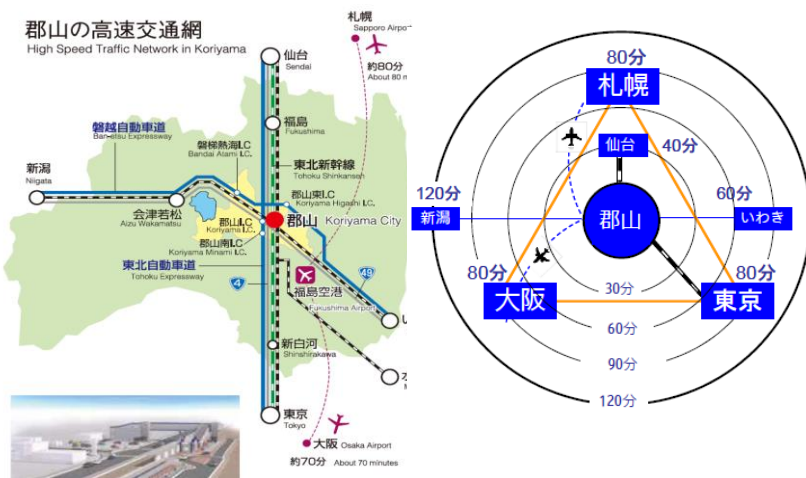 郡山の高速交通網
High Speed Traffic Network in Koriyama
札幌
Sapporo Airport
約80分
About 80 m
仙台
Sendai
磐越自動車道
Ban-etsu Expressway
福島
Fukushima
磐梯熱海I.C
Bandai Atami I.C.
東北新幹線
Tohoku Shinkansen
新潟
Niigata
会津若松
Aizu Wakamatsu
郡山東I.C
Koriyama Higashi I.C.
郡山I.C
Koriyama I.C.
郡山
Koriyama City
郡山南I.C
Koriyama Minami I.C.
東北自動車道
Tohoku Expressway
4
49
福島空港
Fukushima Airport
い
新白河
Shinshirakawa
水
東京
Tokyo
大阪 Osaka Airport
約70分 About 70 minutes
80分
札幌
仙台
40分
120分
新潟
郡山
60分
いわき
80分
大阪
80分
東京
30分
60分
90分
120分